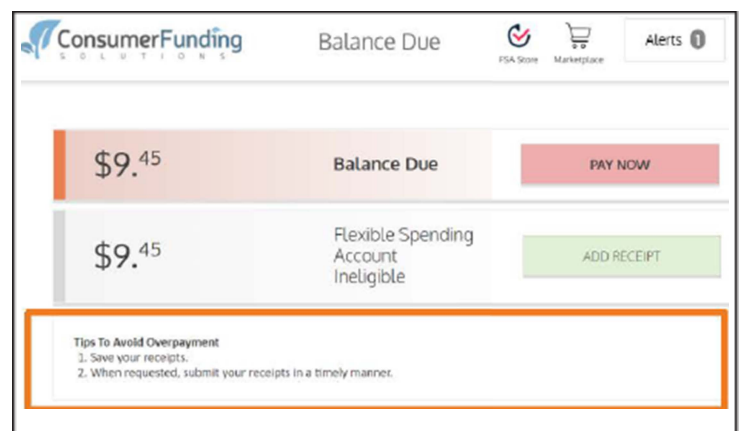 ConsumerFunding
SOLUTIONS
Balance Due
FSA Store
Marketplace
Alerts 1
$9.45
Balance Due
PAY NOW
$9.45
Flexible Spending
Account
Ineligible
ADD RECEIPT
Tips To Avoid Overpayment
1. Save your receipts.
2. When requested, submit your receipts in a timely manner.